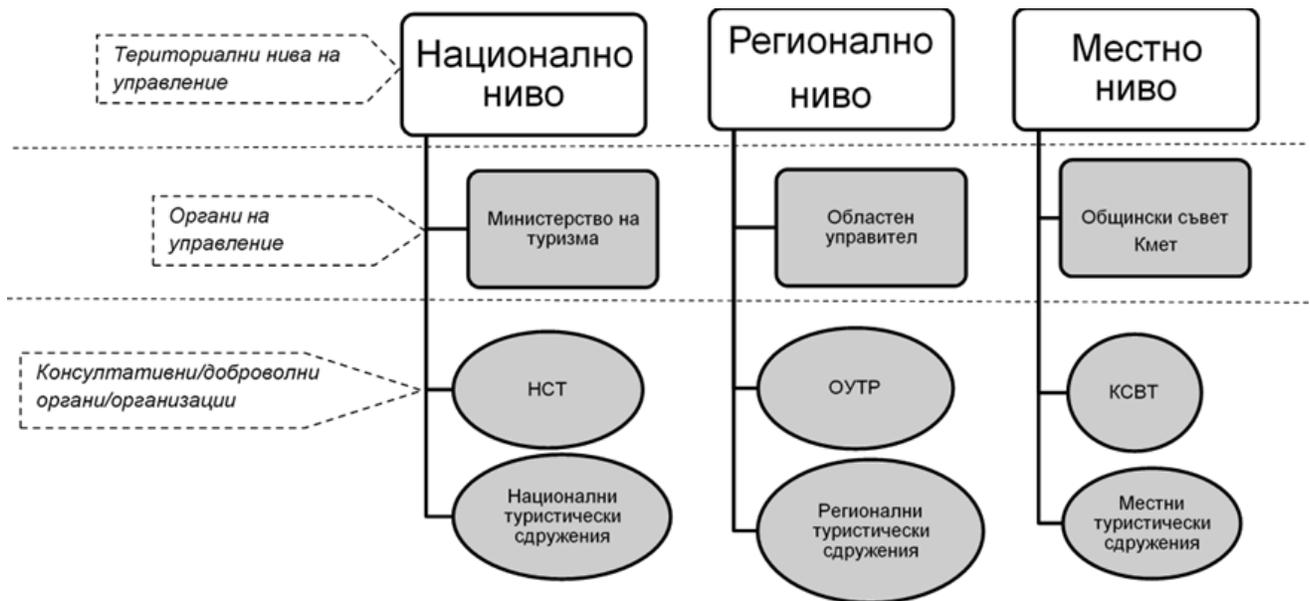 Териториални нива на
управление
Национално
ниво
Регионално
ниво
Местно
ниво
Органи на
управление
Министерство на
туризма
Областен
управител
Общински съвет
Кмет
Консултативни/доброволни
органи/организации
НСТ
ОУТР
КСВТ
Национални
туристически
сдружения
Регионални
туристически
сдружения
Местни
туристически
сдружения